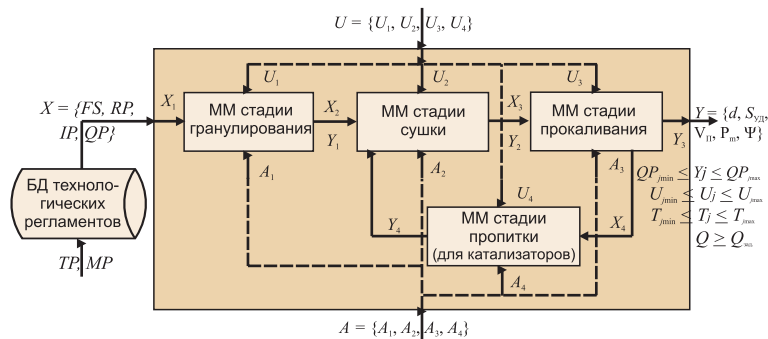 U = {U₁, U₂, U₃, U₄}
X = {FS, RP,
IP, QP}
БД техноло-
гических
регламентов
TP, MP
X₁
U₁
ММ стадии
гранулирования
A₁
X₂
Y₁
U₂
ММ стадии
сушки
A₂
X₃
Y₂
U₃
ММ стадии
прокаливания
A₃
Y₃
Y = {d, Sуд,
Vп, Pm, Ψ}
QPjmin ≤ Yj ≤ QPjmax
Ujmin ≤ Uj ≤ Ujmax
Tjmin ≤ Tj ≤ Tjmax
Q ≥ Qзад
Y₄
U₄
ММ стадии
пропитки
(для катализаторов)
X₄
A₄
A = {A₁, A₂, A₃, A₄}